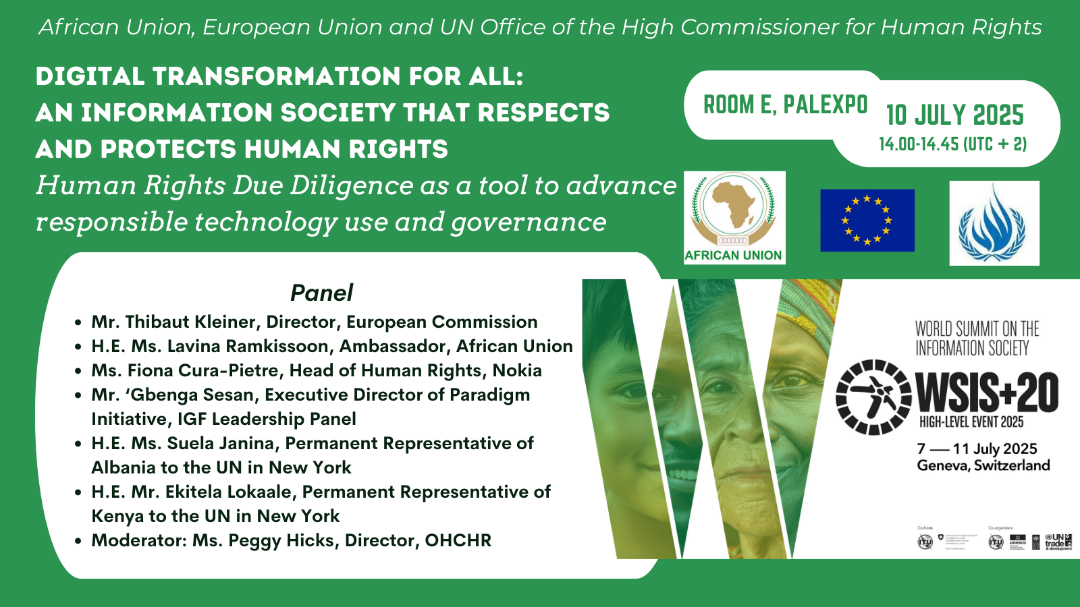 African Union, European Union and UN Office of the High Commissioner for Human Rights
DIGITAL TRANSFORMATION FOR ALL:
AN INFORMATION SOCIETY THAT RESPECTS
AND PROTECTS HUMAN RIGHTS
Human Rights Due Diligence as a tool to advance
responsible technology use and governance
ROOM E, PALEXPO
10 JULY 2025
14.00-14.45 (UTC + 2)
AFRICAN UNION
Panel
• Mr. Thibaut Kleiner, Director, European Commission
• H.E. Ms. Lavina Ramkissoon, Ambassador, African Union
• Ms. Fiona Cura-Pietre, Head of Human Rights, Nokia
• Mr. ‘Gbenga Sesan, Executive Director of Paradigm
Initiative, IGF Leadership Panel
• H.E. Ms. Suela Janina, Permanent Representative of
Albania to the UN in New York
• H.E. Mr. Ekitela Lokaale, Permanent Representative of
Kenya to the UN in New York
• Moderator: Ms. Peggy Hicks, Director, OHCHR
WORLD SUMMIT ON THE
INFORMATION SOCIETY
WSIS+20
HIGH-LEVEL EVENT 2025
7 — 11 July 2025
Geneva, Switzerland